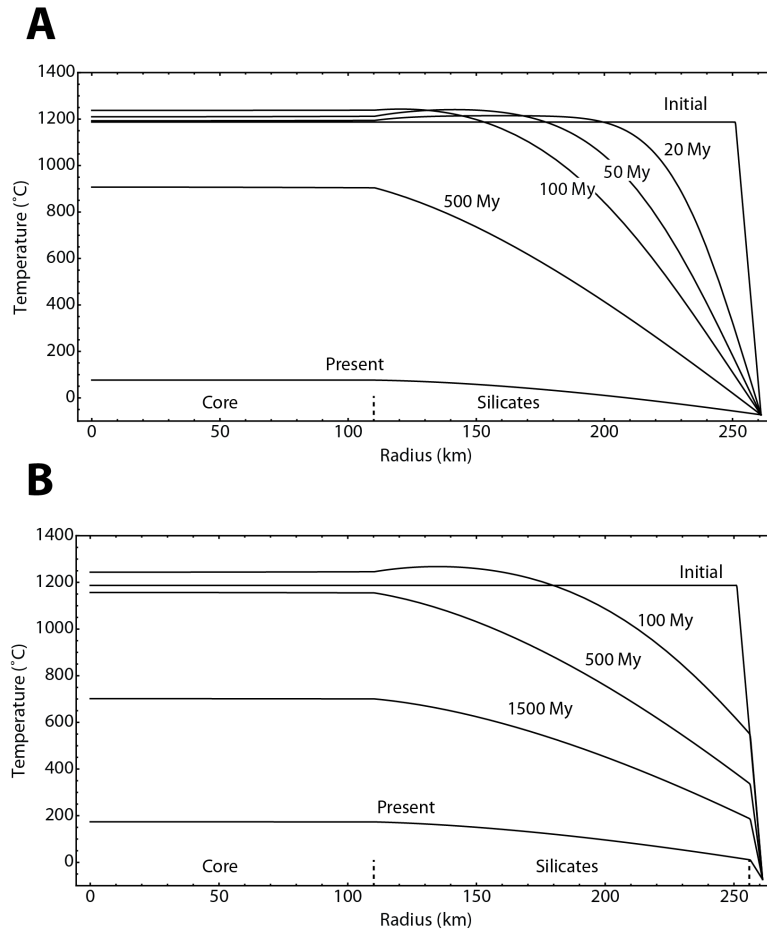 A
1400
1200
1000
800
600
400
200
0
Temperature (˚C)
Initial
20 My
50 My
100 My
500 My
Present
Core
Silicates
0
50
100
150
200
250
Radius (km)
B
1400
1200
1000
800
600
400
200
0
Temperature (˚C)
Initial
100 My
500 My
1500 My
Present
Core
Silicates
0
50
100
150
200
250
Radius (km)